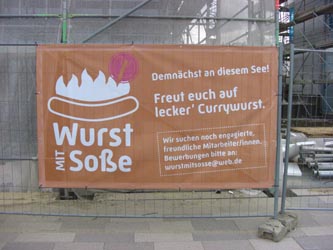 Demnächst an diesem See!
Freut euch auf
lecker' Currywurst.
Wurst
MIT Soße
Wir suchen noch engagierte,
freundliche Mitarbeiter/innen.
Bewerbungen bitte an:
wurstmitsosse@web.de